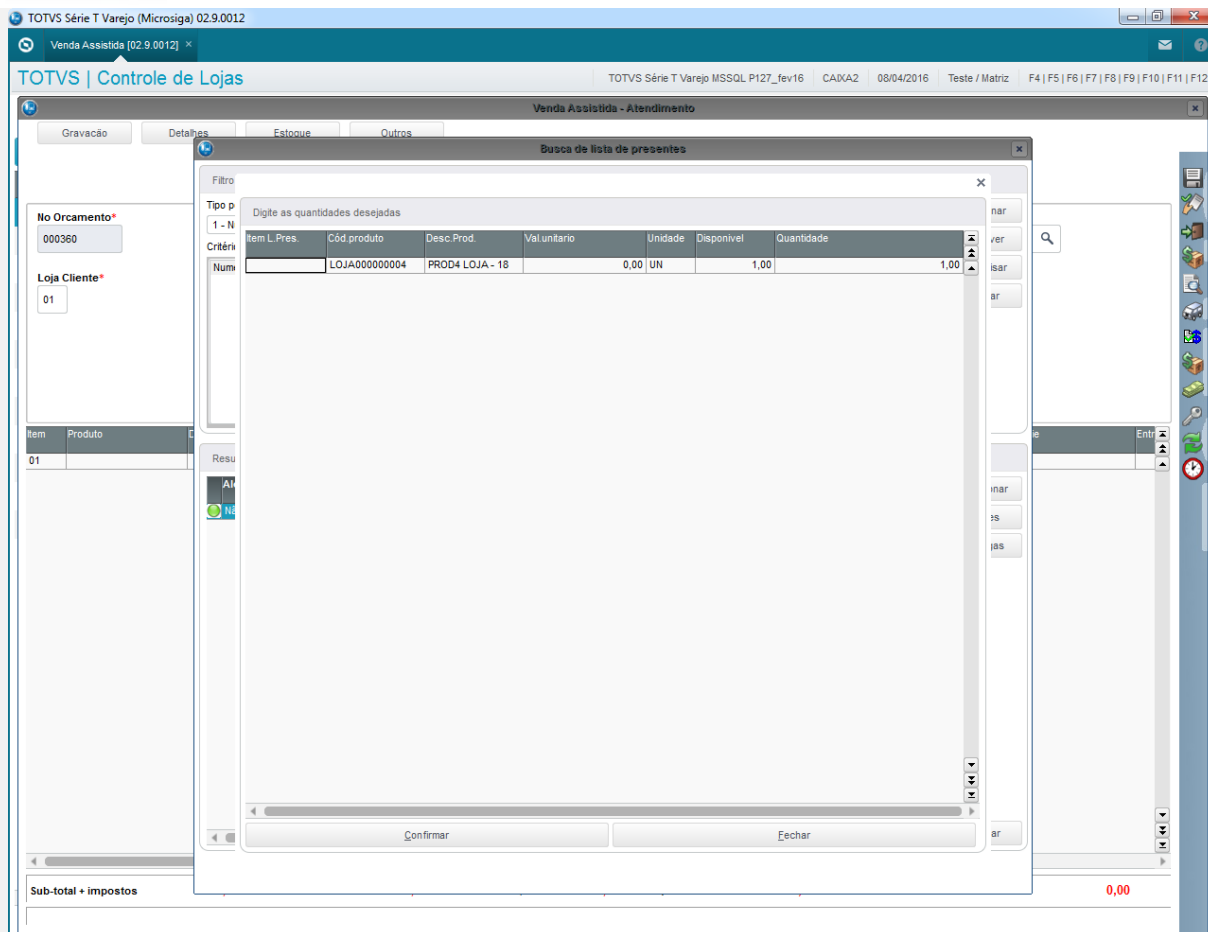 TOTVS Série T Varejo (Microsiga) 02.9.0012
Venda Assistida [02.9.0012]
TOTVS | Controle de Lojas
TOTVS Série T Varejo MSSQL P127_fev16 CAIXA2 08/04/2016 Teste / Matriz F4 | F5 | F6 | F7 | F8 | F9 | F10 | F11 | F12
Venda Assistida - Atendimento
Gravacão Detalhes Estoque Outros
Busca de lista de presentes
Filtro
Tipo p
1 - N
Critéri
Nume
nar
ver
isar
ar
Digite as quantidades desejadas
Item L.Pres. Cód.produto Desc.Prod. Val.unitario Unidade Disponivel Quantidade
LOJA000000004 PROD4 LOJA - 18 0,00 UN 1,00 1,00
No Orcamento*
000360
Loja Cliente*
01
Item Produto D ie Entr
01
Resu
Ale
Nã
onar
es
gas
ar
Confirmar Fechar
Sub-total + impostos 0,00